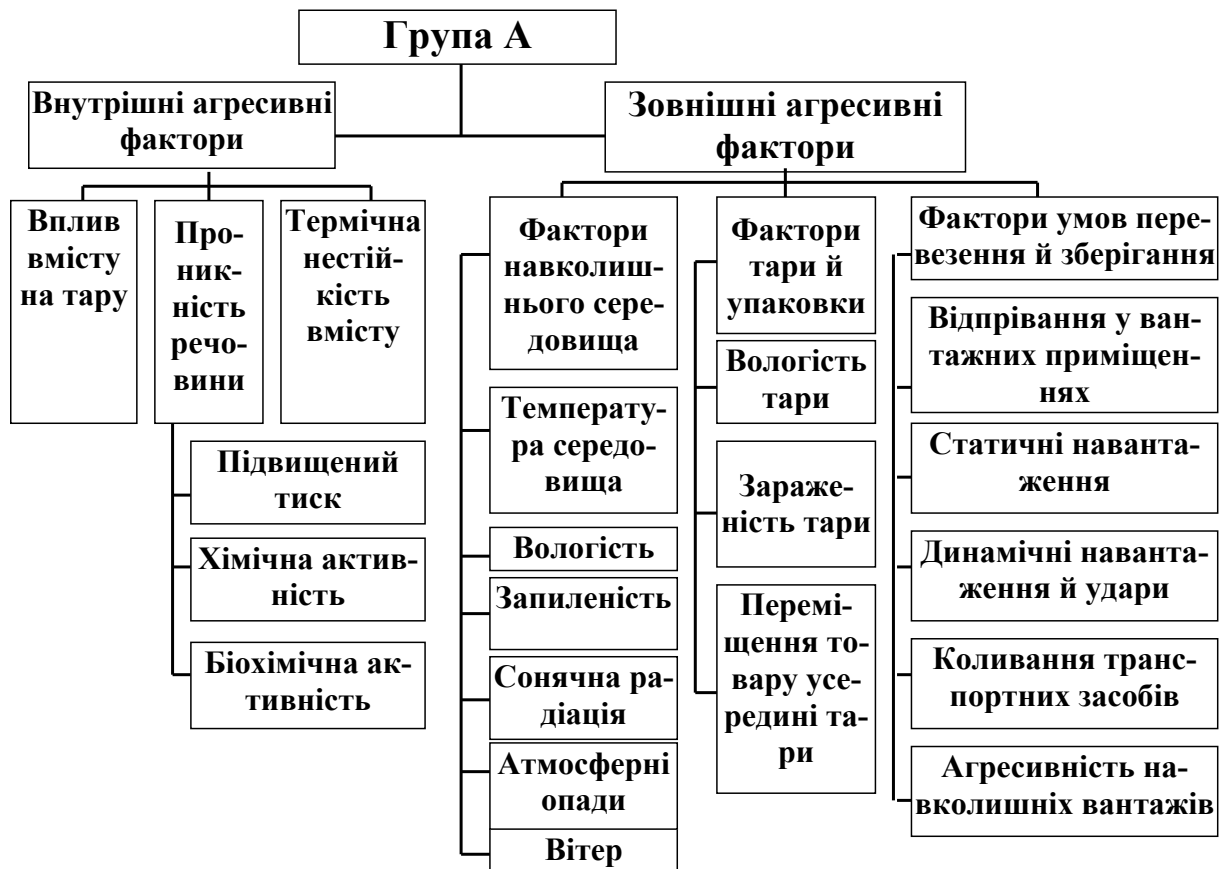 Група А
Внутрішні агресивні
фактори
Зовнішні агресивні
фактори
Вплив
вмісту
на тару
Про-
ник-
ність
речо-
вини
Термічна
нестій-
кість
вмісту
Підвищений
тиск
Хімічна актив-
ність
Біохімічна ак-
тивність
Фактори
навколиш-
нього сере-
довища
Температу-
ра середо-
вища
Вологість
Запиленість
Сонячна ра-
діація
Атмосферні
опади
Вітер
Фактори
тари й
упаковки
Вологість
тари
Зараже-
ність тари
Перемі-
щення то-
вару усе-
редині та-
ри
Фактори умов пере-
везення й зберігання
Відпрівання у ван-
тажних приміщен-
нях
Статичні наванта-
ження
Динамічні наванта-
ження й удари
Коливання транс-
портних засобів
Агресивність на-
вколишніх вантажів